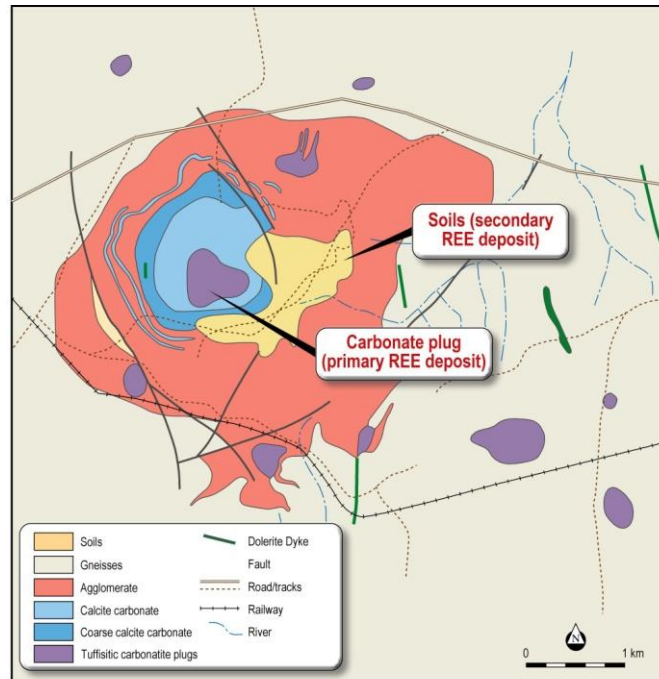 Soils (secondary
REE deposit)
Carbonate plug
(primary REE deposit)
Soils
Gneisses
Agglomerate
Calcite carbonate
Coarse calcite carbonate
Tuffisitic carbonatite plugs
Dolerite Dyke
Fault
Road/tracks
Railway
River
N
0 1 km